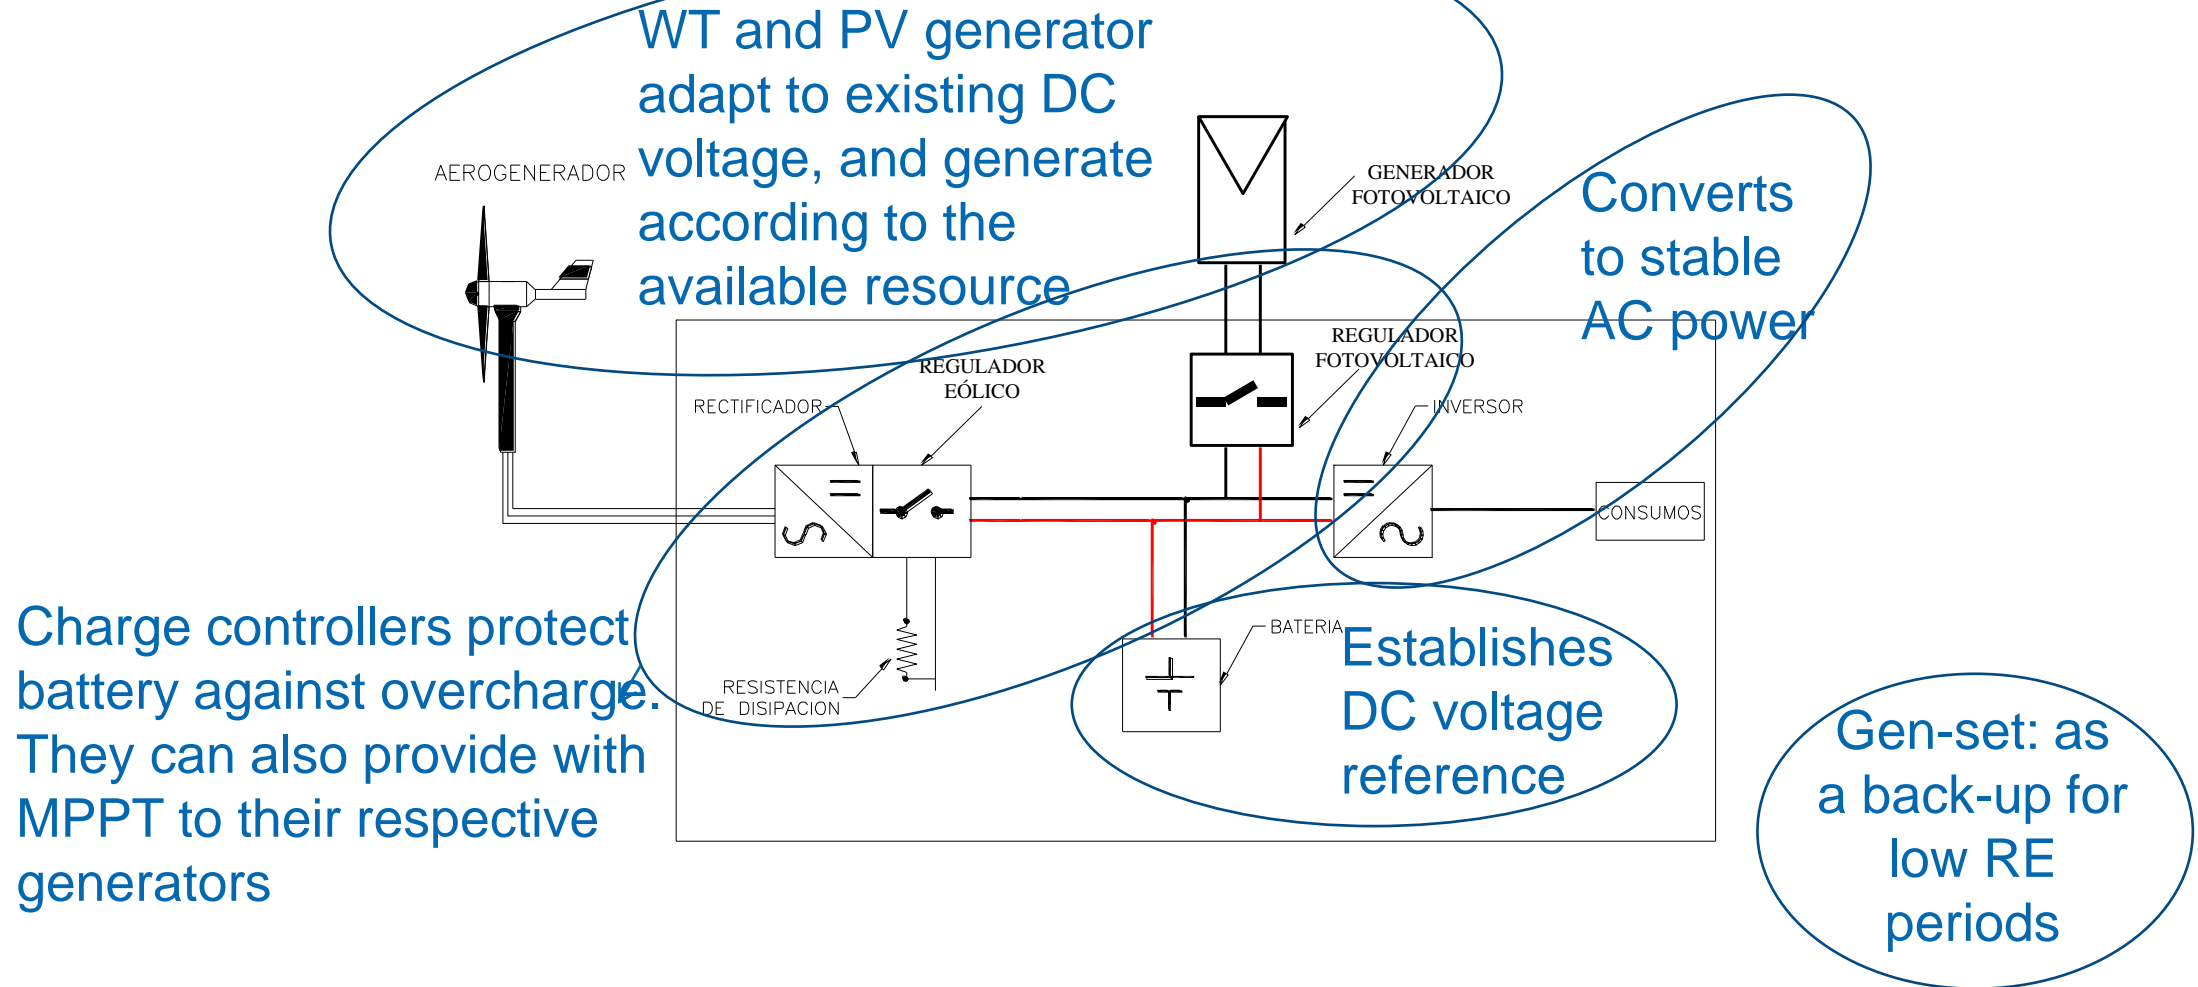 WT and PV generator
adapt to existing DC
voltage, and generate
according to the
available resource
AEROGENERADOR
GENERADOR
FOTOVOLTAICO
Converts
to stable
AC power
REGULADOR
FOTOVOLTAICO
REGULADOR
EÓLICO
RECTIFICADOR
INVERSOR
CONSUMOS
Charge controllers protect
battery against overcharge.
They can also provide with
MPPT to their respective
generators
RESISTENCIA
DE DISIPACION
BATERIA
Establishes
DC voltage
reference
Gen-set: as
a back-up for
low RE
periods